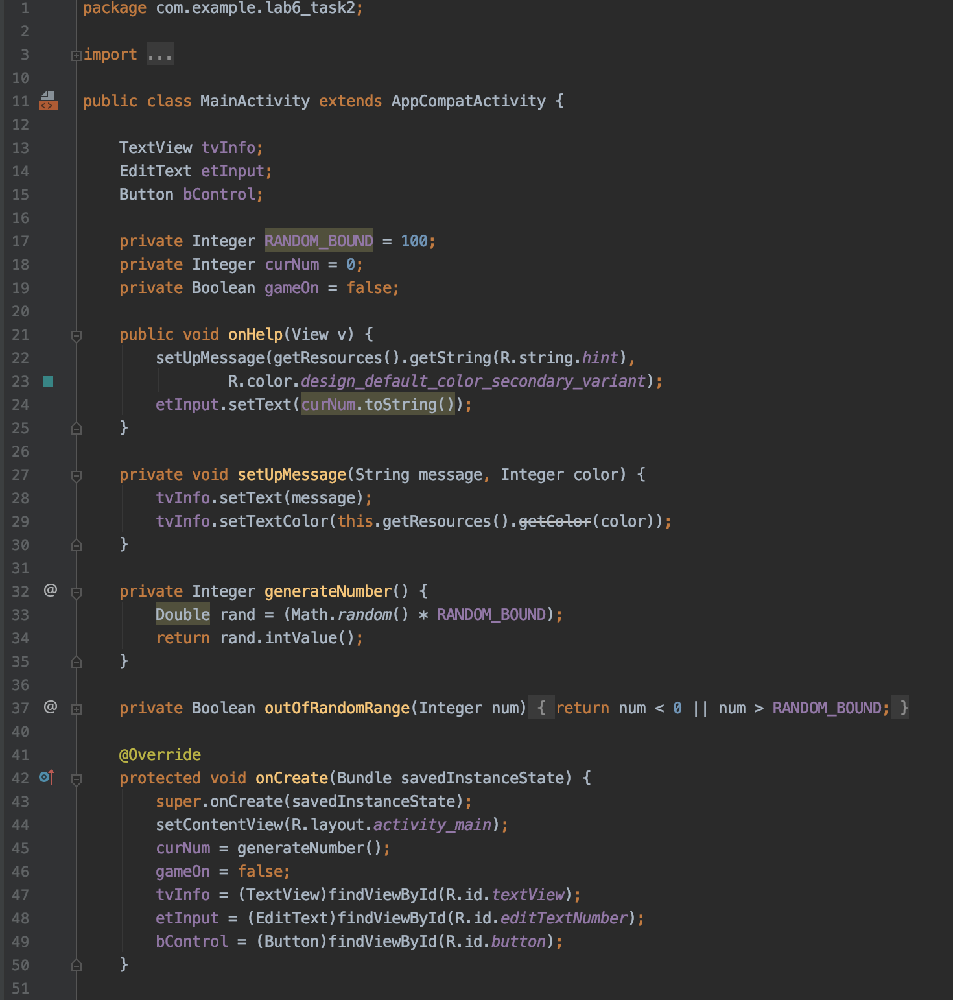 1 package com.example.lab6_task2;
2
3 import ...
10
11 public class MainActivity extends AppCompatActivity {
12
13     TextView tvInfo;
14     EditText etInput;
15     Button bControl;
16
17     private Integer RANDOM_BOUND = 100;
18     private Integer curNum = 0;
19     private Boolean gameOn = false;
20
21     public void onHelp(View v) {
22         setUpMessage(getResources().getString(R.string.hint),
23                 R.color.design_default_color_secondary_variant);
24         etInput.setText(curNum.toString());
25     }
26
27     private void setUpMessage(String message, Integer color) {
28         tvInfo.setText(message);
29         tvInfo.setTextColor(this.getResources().getColor(color));
30     }
31
32 @   private Integer generateNumber() {
33         Double rand = (Math.random() * RANDOM_BOUND);
34         return rand.intValue();
35     }
36
37 @   private Boolean outOfRandomRange(Integer num) { return num < 0 || num > RANDOM_BOUND; }
40
41     @Override
42     protected void onCreate(Bundle savedInstanceState) {
43         super.onCreate(savedInstanceState);
44         setContentView(R.layout.activity_main);
45         curNum = generateNumber();
46         gameOn = false;
47         tvInfo = (TextView)findViewById(R.id.textView);
48         etInput = (EditText)findViewById(R.id.editTextNumber);
49         bControl = (Button)findViewById(R.id.button);
50     }
51